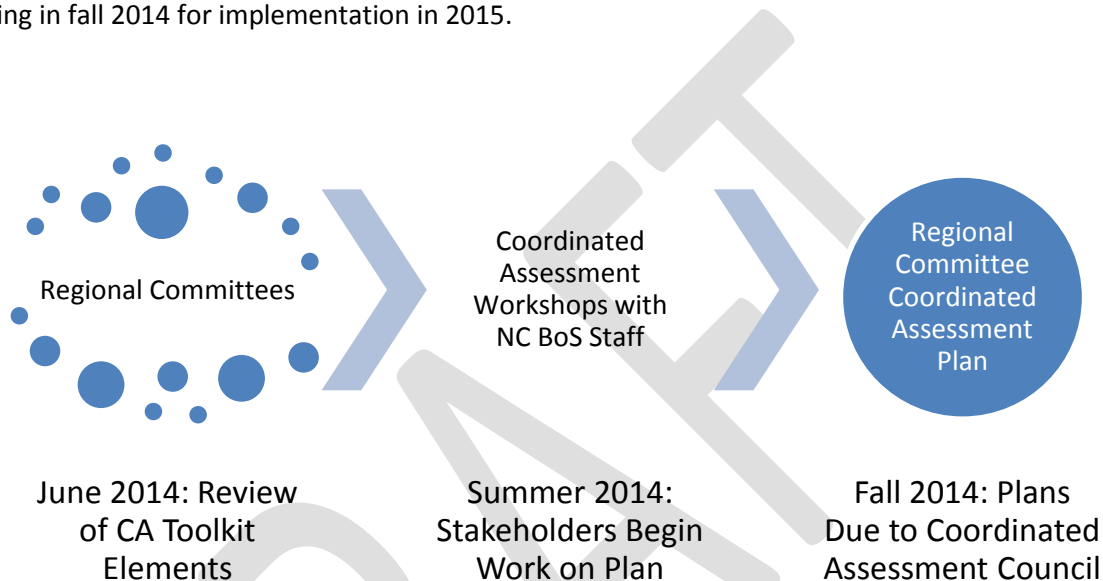 ing in fall 2014 for implementation in 2015.
Regional Committees
Coordinated
Assessment
Workshops with
NC BoS Staff
Regional
Committee
Coordinated
Assessment
Plan
June 2014: Review
of CA Toolkit
Elements
Summer 2014:
Stakeholders Begin
Work on Plan
Fall 2014: Plans
Due to Coordinated
Assessment Council
DRAFT